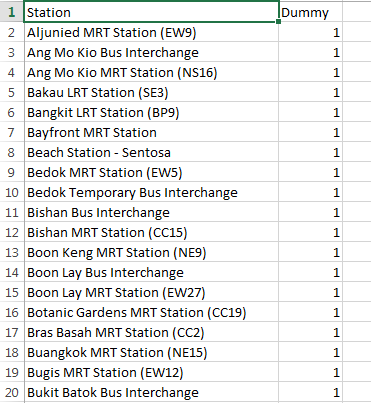 1 Station Dummy
2 Aljunied MRT Station (EW9) 1
3 Ang Mo Kio Bus Interchange 1
4 Ang Mo Kio MRT Station (NS16) 1
5 Bakau LRT Station (SE3) 1
6 Bangkit LRT Station (BP9) 1
7 Bayfront MRT Station 1
8 Beach Station - Sentosa 1
9 Bedok MRT Station (EW5) 1
10 Bedok Temporary Bus Interchange 1
11 Bishan Bus Interchange 1
12 Bishan MRT Station (CC15) 1
13 Boon Keng MRT Station (NE9) 1
14 Boon Lay Bus Interchange 1
15 Boon Lay MRT Station (EW27) 1
16 Botanic Gardens MRT Station (CC19) 1
17 Bras Basah MRT Station (CC2) 1
18 Buangkok MRT Station (NE15) 1
19 Bugis MRT Station (EW12) 1
20 Bukit Batok Bus Interchange 1